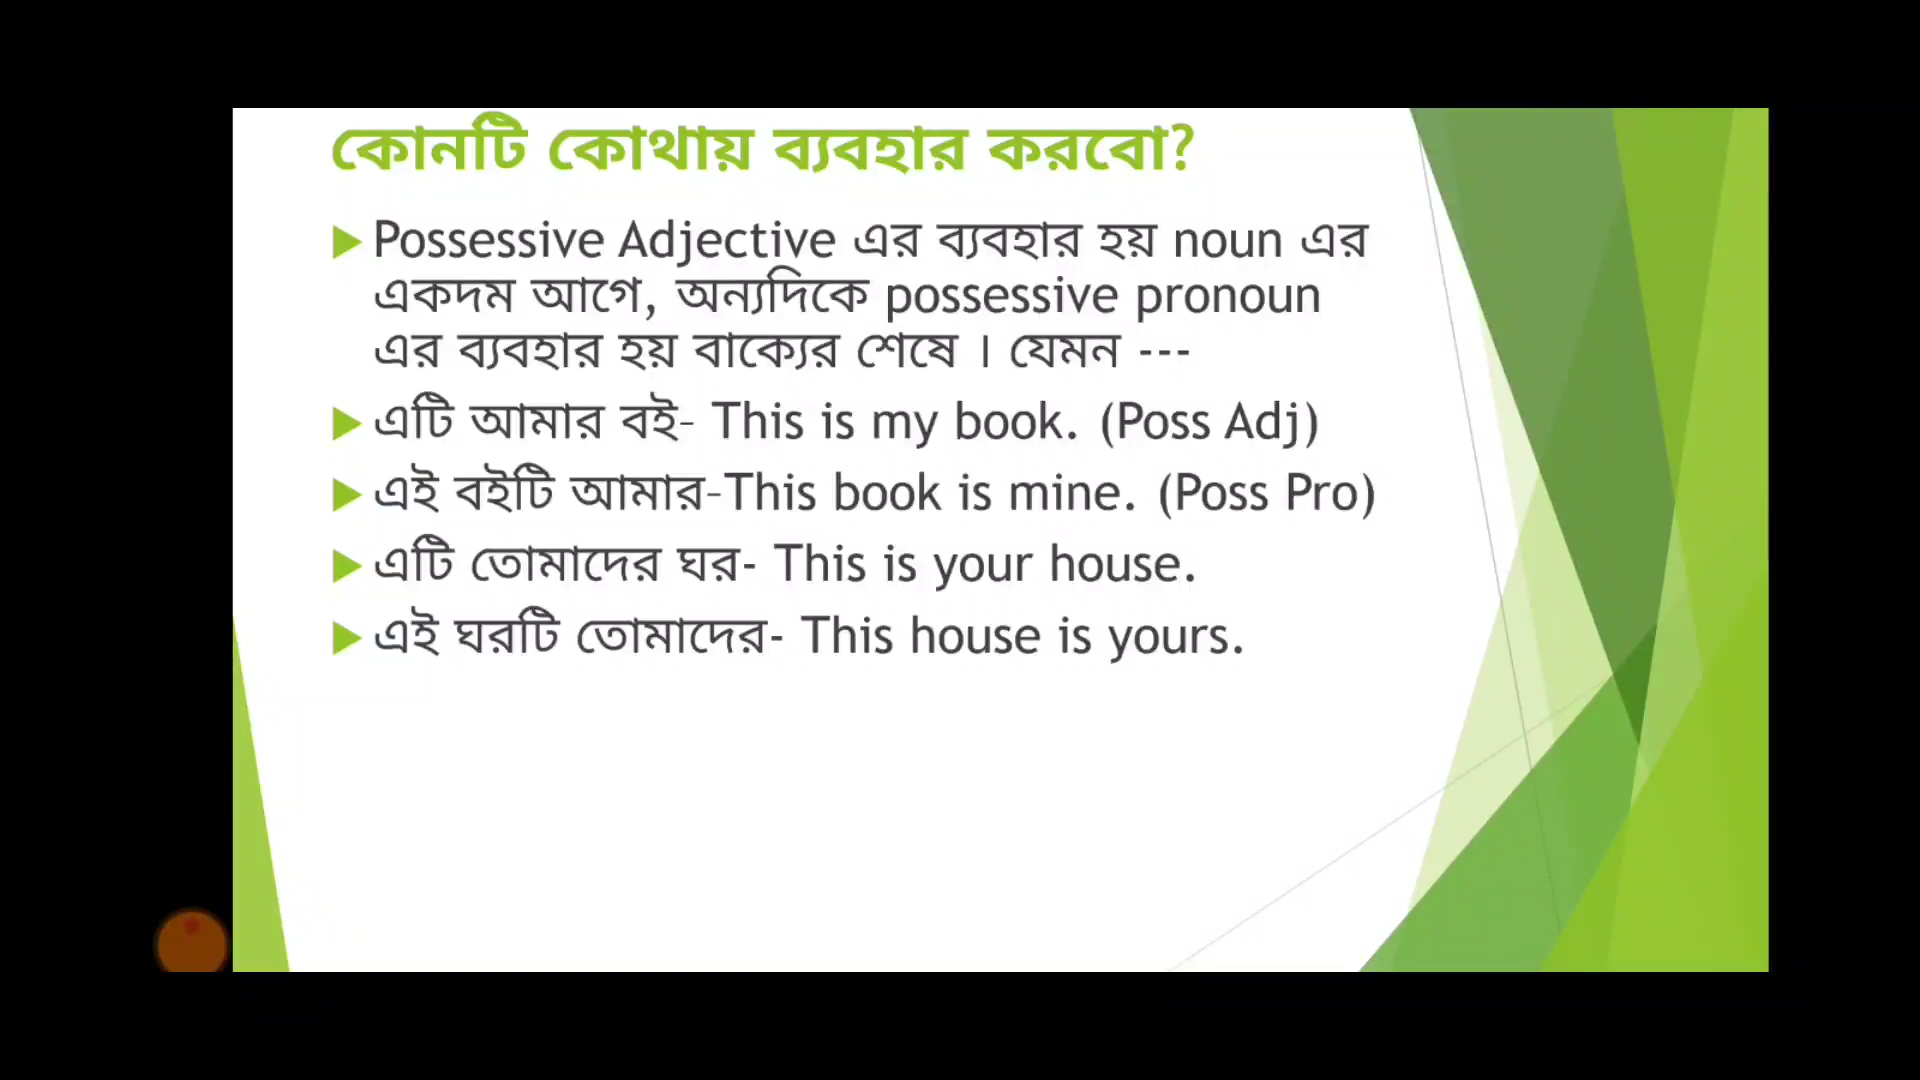 কোনটি কোথায় ব্যবহার করবো?
Possessive Adjective এর ব্যবহার হয় noun এর
একদম আগে, অন্যদিকে possessive pronoun
এর ব্যবহার হয় বাক্যের শেষে । যেমন ---
এটি আমার বই- This is my book. (Poss Adj)
এই বইটি আমার-This book is mine. (Poss Pro)
এটি তোমাদের ঘর- This is your house.
এই ঘরটি তোমাদের- This house is yours.